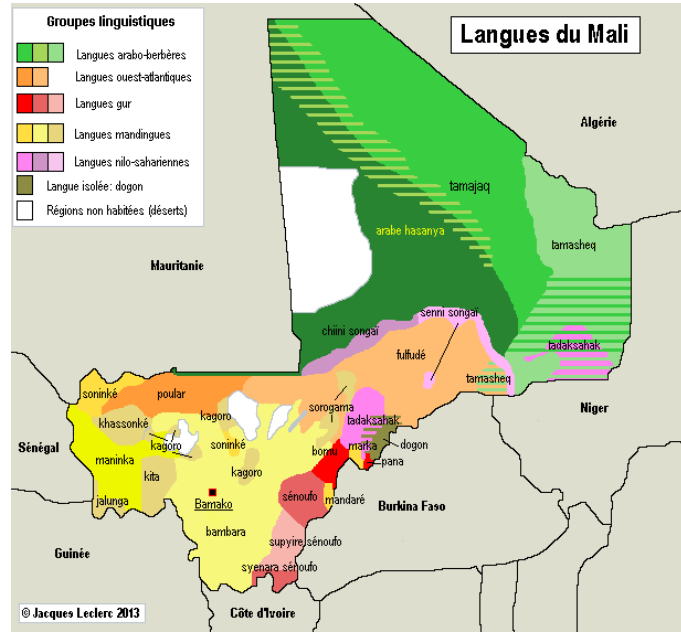 Groupes linguistiques
Langues arabo-berbères
Langues ouest-atlantiques
Langues gur
Langues mandingues
Langues nilo-sahariennes
Langue isolée: dogon
Régions non habitées (déserts)
Langues du Mali
Algérie
tamajaq
arabe hasanya
tamasheq
Mauritanie
senni songaï
chiini songaï
fulfudé
tadaksahak
tamasheq
soninké
poular
kagoro
sorogama
Niger
khassonké
tadaksahak
Sénégal
kagoro
soninké
marka
dogon
maninka
bomu
pana
kita
kagoro
jalunga
Bamako
sénoufo
mandaré
Burkina Faso
bambara
supyire sénoufo
Guinée
syenara sénoufo
© Jacques Leclerc 2013
Côte d'Ivoire